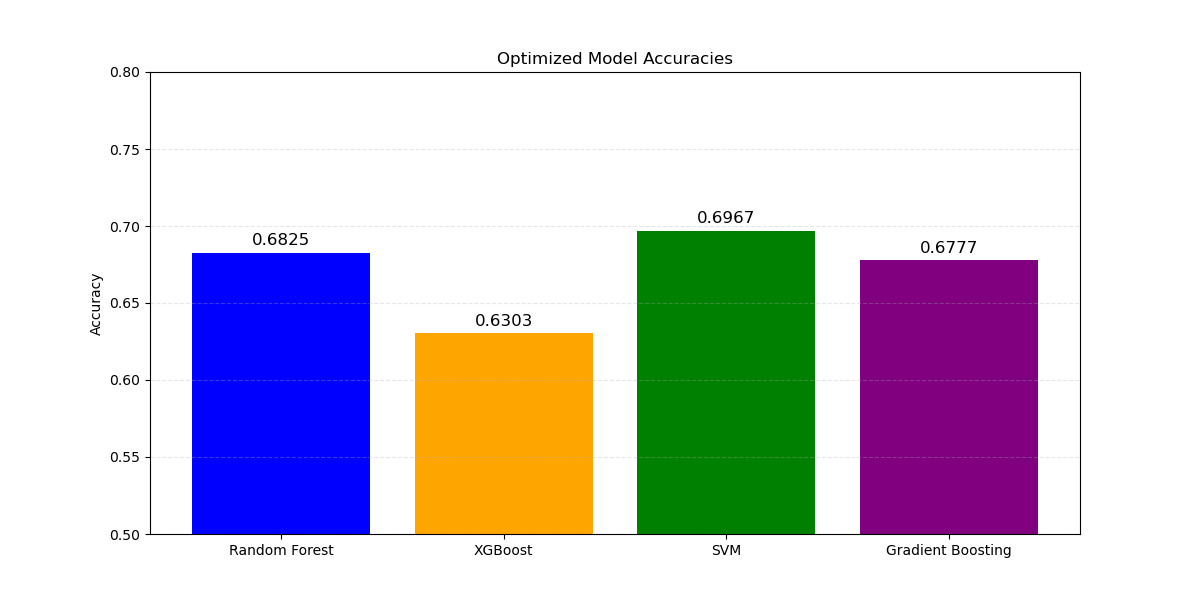 Optimized Model Accuracies
Accuracy
0.80
0.75
0.70
0.65
0.60
0.55
0.50
0.6825
0.6303
0.6967
0.6777
Random Forest
XGBoost
SVM
Gradient Boosting